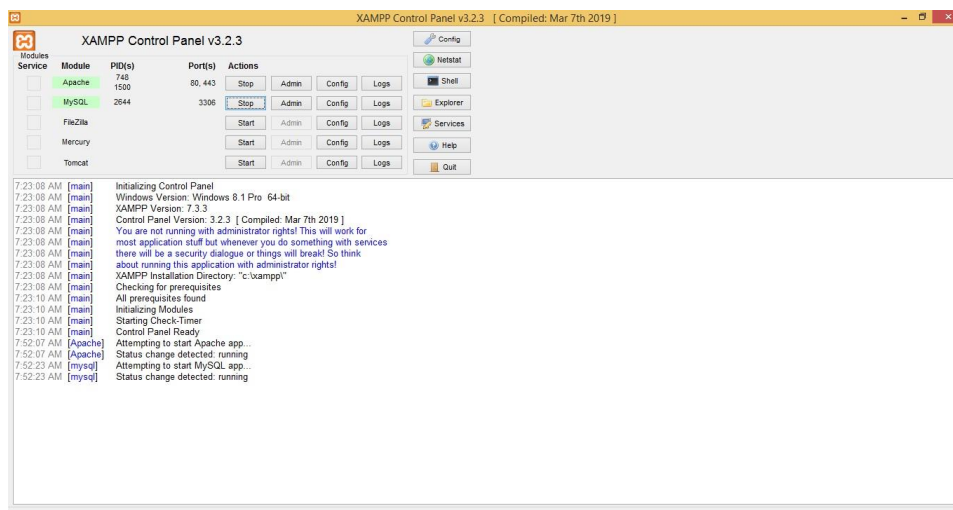 XAMPP Control Panel v3.2.3 [ Compiled: Mar 7th 2019 ]
XAMPP Control Panel v3.2.3
Config
Modules
Service Module PID(s) Port(s) Actions
Netstat
Apache 748 1500 80, 443 Stop Admin Config Logs
Shell
MySQL 2644 3306 Stop Admin Config Logs
Explorer
FileZilla Start Admin Config Logs
Services
Mercury Start Admin Config Logs
Help
Tomcat Start Admin Config Logs
Quit
7:23:08 AM [main] Initializing Control Panel
7:23:08 AM [main] Windows Version: Windows 8.1 Pro 64-bit
7:23:08 AM [main] XAMPP Version: 7.3.3
7:23:08 AM [main] Control Panel Version: 3.2.3 [ Compiled: Mar 7th 2019 ]
7:23:08 AM [main] You are not running with administrator rights! This will work for
7:23:08 AM [main] most application stuff but whenever you do something with services
7:23:08 AM [main] there will be a security dialogue or things will break! So think
7:23:08 AM [main] about running this application with administrator rights!
7:23:08 AM [main] XAMPP Installation Directory: "c:\xampp\"
7:23:08 AM [main] Checking for prerequisites
7:23:10 AM [main] All prerequisites found
7:23:10 AM [main] Initializing Modules
7:23:10 AM [main] Starting Check-Timer
7:23:10 AM [main] Control Panel Ready
7:52:07 AM [Apache] Attempting to start Apache app...
7:52:07 AM [Apache] Status change detected: running
7:52:23 AM [mysql] Attempting to start MySQL app...
7:52:23 AM [mysql] Status change detected: running